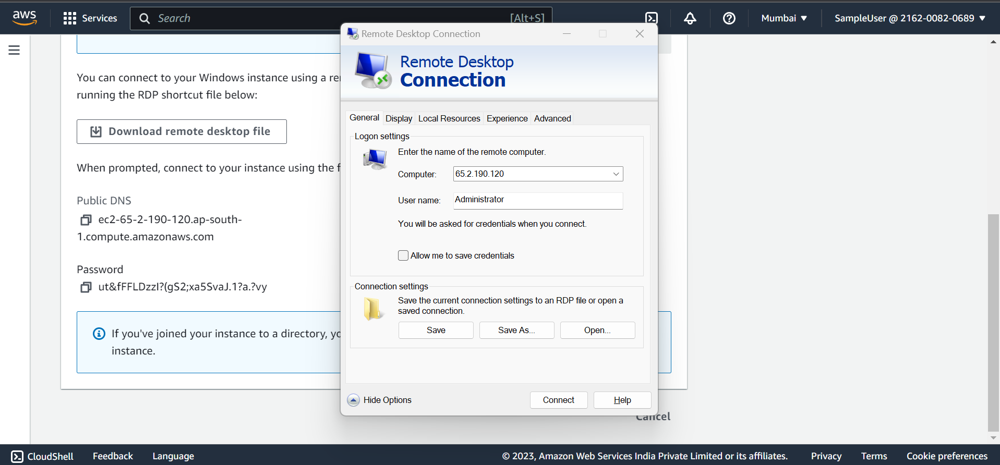 aws
Services
Search
[Alt+S]
Mumbai
SampleUser @ 2162-0082-0689
You can connect to your Windows instance using a
running the RDP shortcut file below:
Download remote desktop file
When prompted, connect to your instance using the
Public DNS
ec2-65-2-190-120.ap-south-
1.compute.amazonaws.com
Password
ut&fFFLDzzI?(gS2;xa5SvaJ.1?a.?vy
If you've joined your instance to a directory,
instance.
Cancel
Remote Desktop Connection
Remote Desktop
Connection
General
Display
Local Resources
Experience
Advanced
Logon settings
Enter the name of the remote computer.
Computer:
65.2.190.120
User name:
Administrator
You will be asked for credentials when you connect.
Allow me to save credentials
Connection settings
Save the current connection settings to an RDP file or open a
saved connection.
Save
Save As...
Open...
Hide Options
Connect
Help
CloudShell
Feedback
Language
© 2023, Amazon Web Services India Private Limited or its affiliates.
Privacy
Terms
Cookie preferences